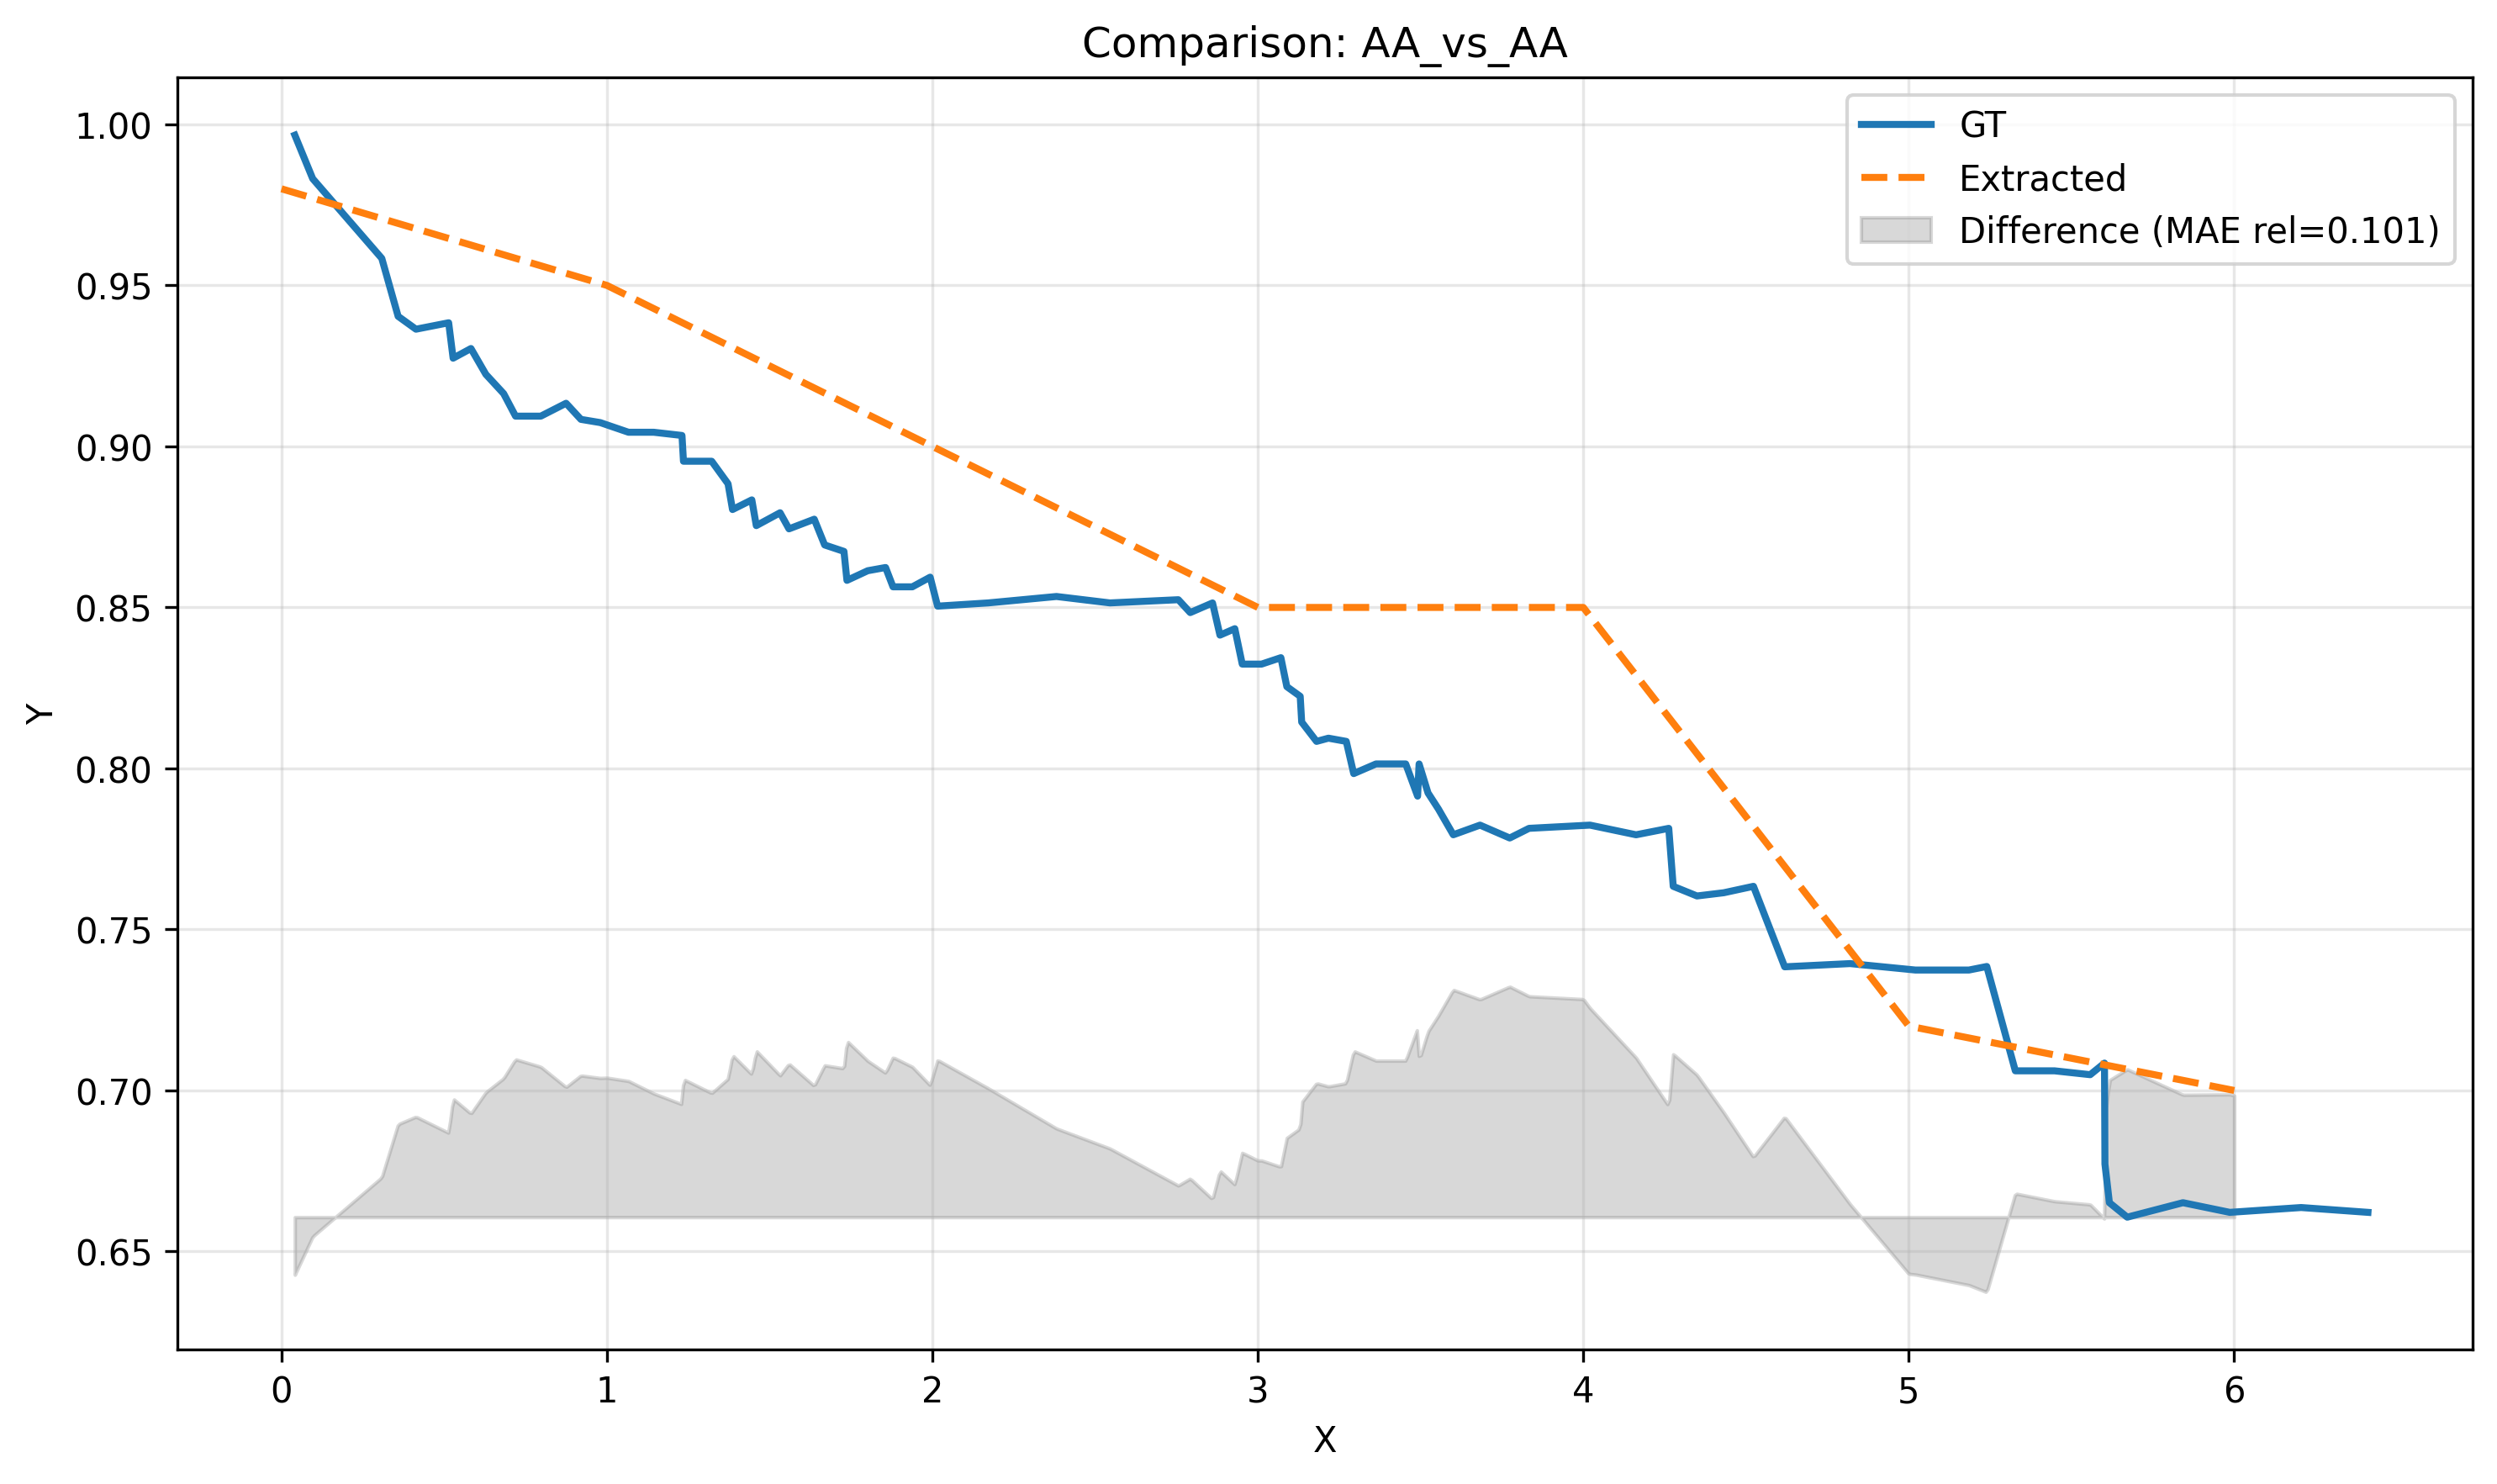 Comparison: AA_vs_AA
GT
Extracted
Difference (MAE rel=0.101)
1.00
0.95
0.90
0.85
0.80
0.75
0.70
0.65
Y
0 1 2 3 4 5 6
X